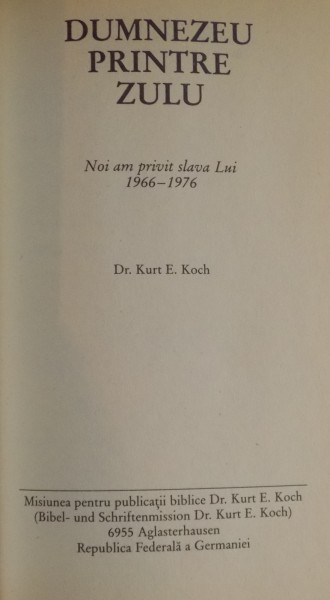 DUMNEZEU
PRINTRE
ZULU
Noi am privit slava Lui
1966–1976
Dr. Kurt E. Koch
Misiunea pentru publicații biblice Dr. Kurt E. Koch
(Bibel- und Schriftenmission Dr. Kurt E. Koch)
6955 Aglasterhausen
Republica Federală a Germaniei